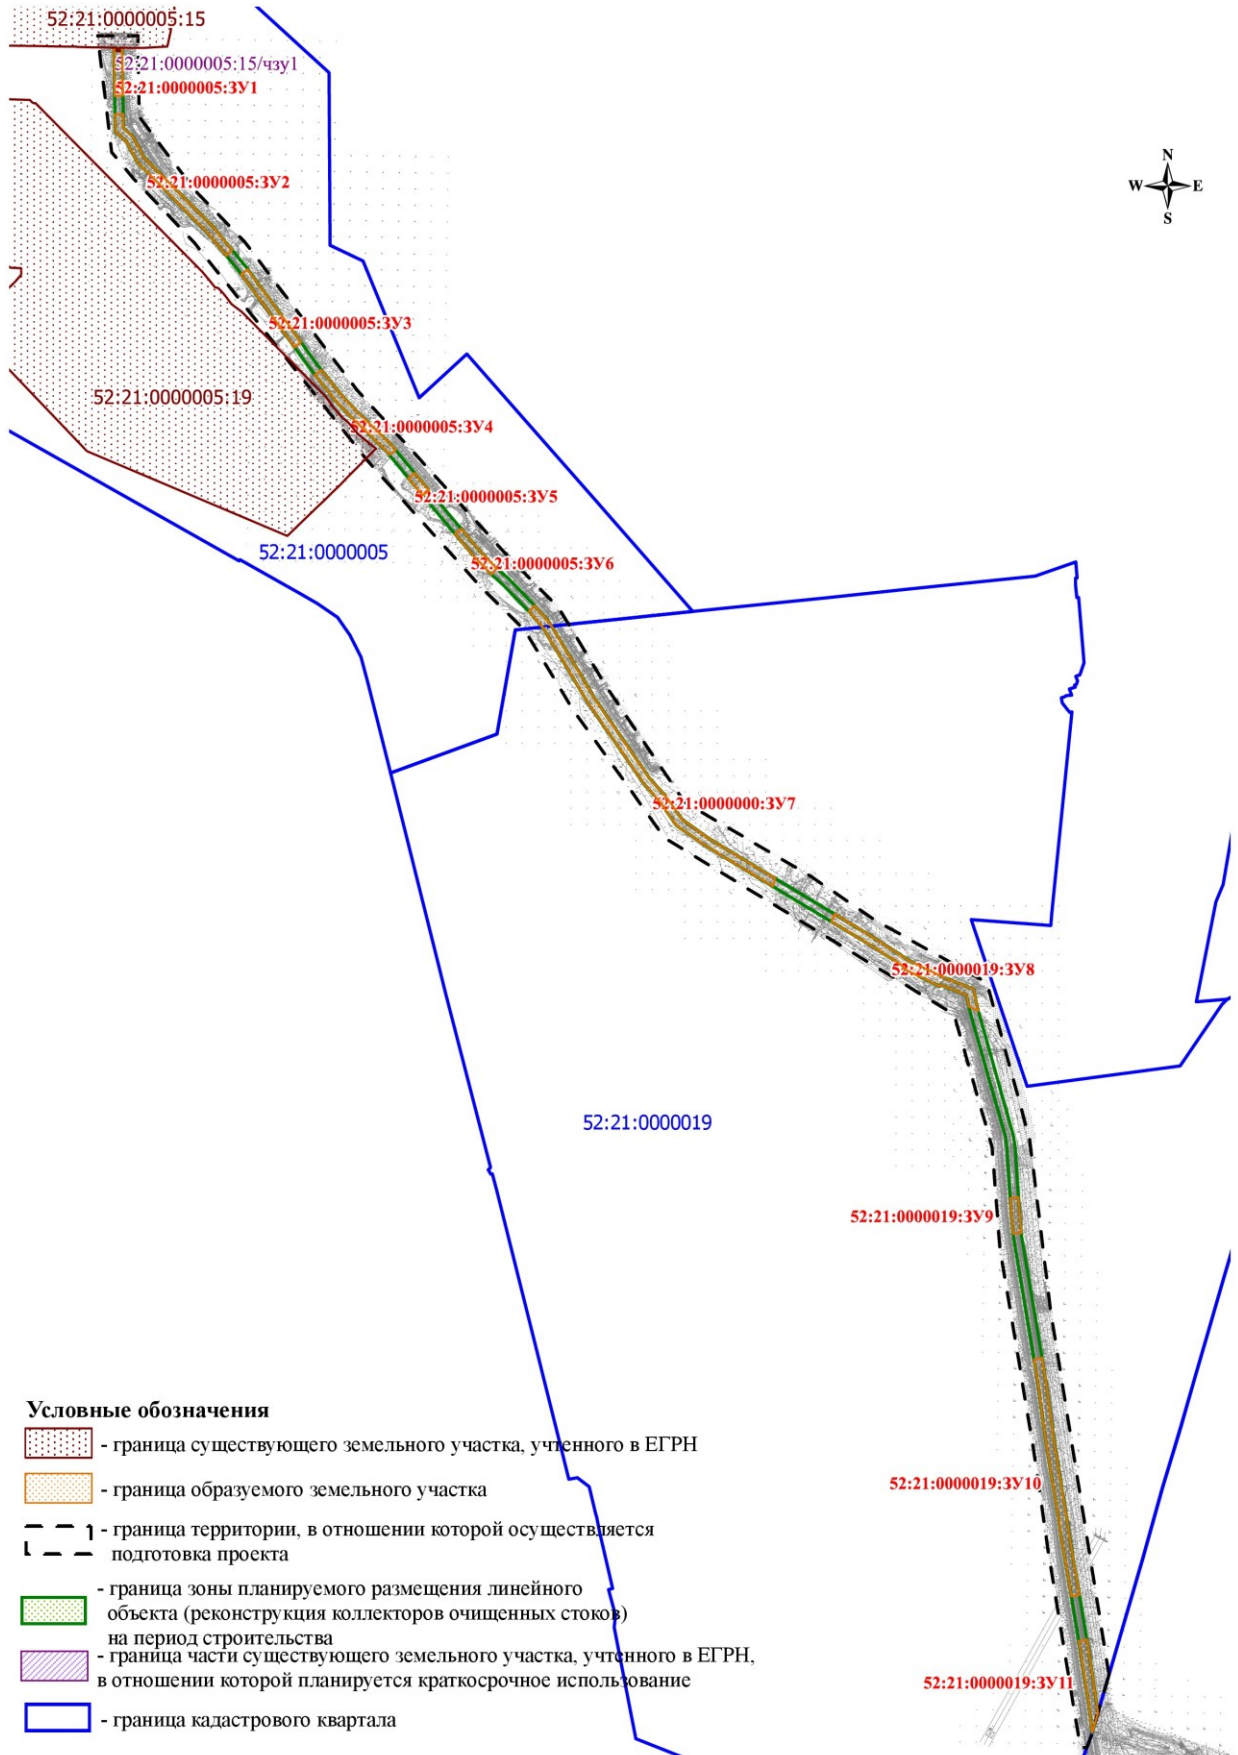 52:21:0000005:15
52:21:0000005:15/чзу1
52:21:0000005:ЗУ1
N
W E
S
52:21:0000005:ЗУ2
52:21:0000005:ЗУ3
52:21:0000005:19
52:21:0000005:ЗУ4
52:21:0000005:ЗУ5
52:21:0000005
52:21:0000005:ЗУ6
52:21:0000000:ЗУ7
52:21:0000019:ЗУ8
52:21:0000019
52:21:0000019:ЗУ9
52:21:0000019:ЗУ10
52:21:0000019:ЗУ11
Условные обозначения
- граница существующего земельного участка, учтенного в ЕГРН
- граница образуемого земельного участка
- граница территории, в отношении которой осуществляется
подготовка проекта
- граница зоны планируемого размещения линейного
объекта (реконструкция коллекторов очищенных стоков)
на период строительства
- граница части существующего земельного участка, учтенного в ЕГРН,
в отношении которой планируется краткосрочное использование
- граница кадастрового квартала